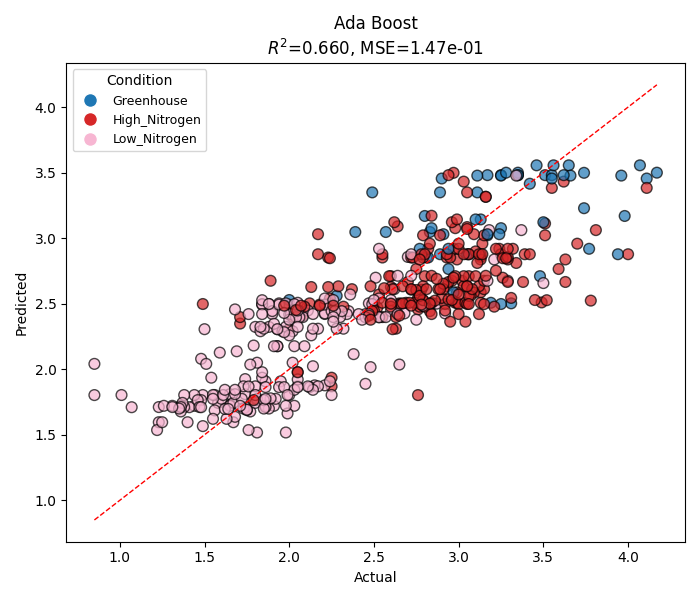 Ada Boost
R²=0.660, MSE=1.47e-01
Condition
Greenhouse
High_Nitrogen
Low_Nitrogen
4.0
3.5
3.0
2.5
2.0
1.5
1.0
Predicted
1.0 1.5 2.0 2.5 3.0 3.5 4.0
Actual